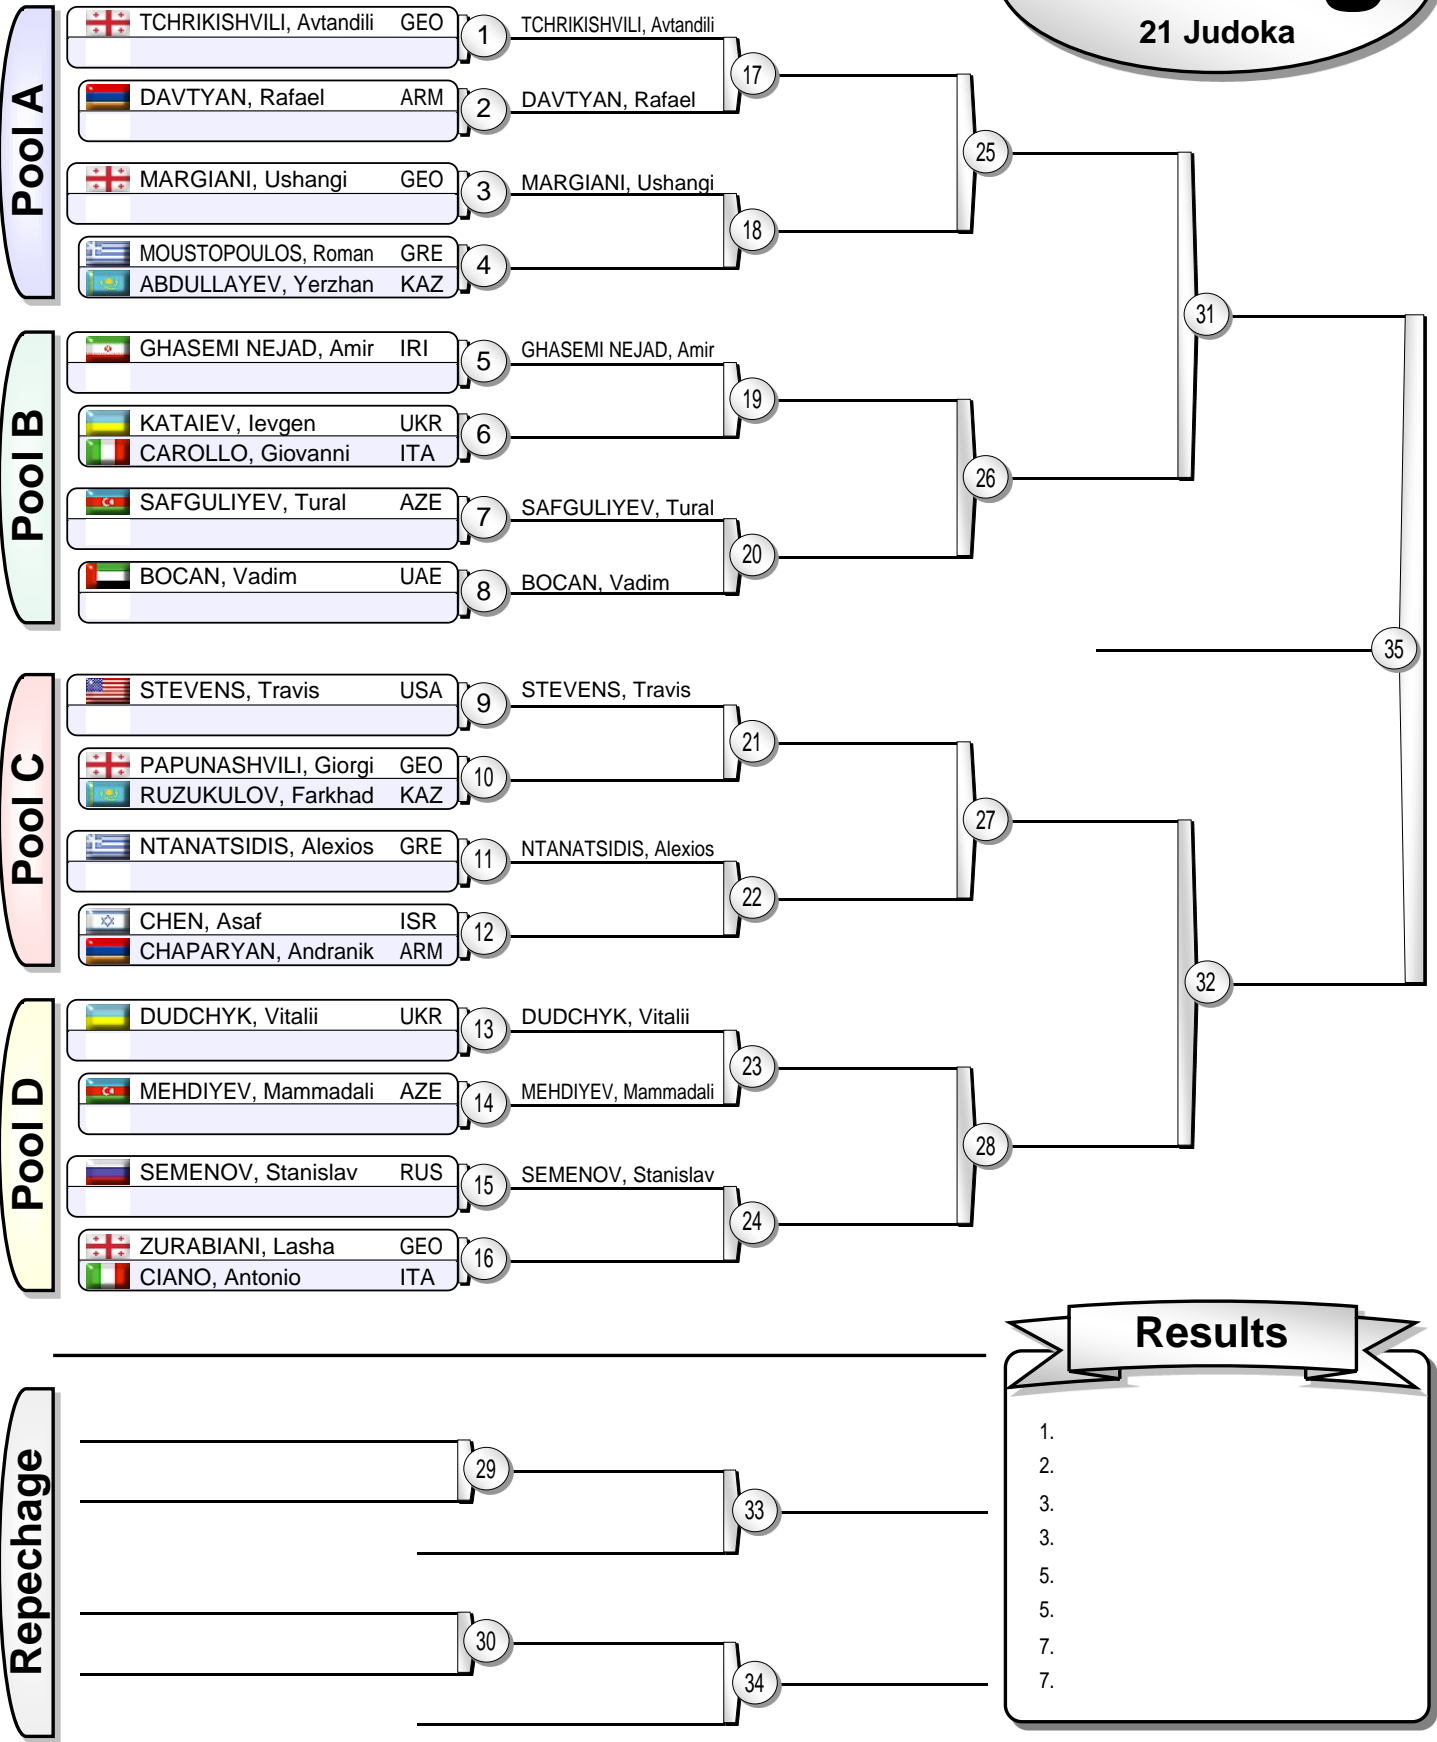 21 Judoka
Pool A
TCHRIKISHVILI, Avtandili GEO 1 TCHRIKISHVILI, Avtandili
17
DAVTYAN, Rafael ARM 2 DAVTYAN, Rafael
25
MARGIANI, Ushangi GEO 3 MARGIANI, Ushangi
18
MOUSTOPOULOS, Roman GRE 4
ABDULLAYEV, Yerzhan KAZ
31
Pool B
GHASEMI NEJAD, Amir IRI 5 GHASEMI NEJAD, Amir
19
KATAIEV, Ievgen UKR 6
CAROLLO, Giovanni ITA
26
SAFGULIYEV, Tural AZE 7 SAFGULIYEV, Tural
20
BOCAN, Vadim UAE 8 BOCAN, Vadim
35
Pool C
STEVENS, Travis USA 9 STEVENS, Travis
21
PAPUNASHVILI, Giorgi GEO 10
RUZUKULOV, Farkhad KAZ
27
NTANATSIDIS, Alexios GRE 11 NTANATSIDIS, Alexios
22
CHEN, Asaf ISR 12
CHAPARYAN, Andranik ARM
32
Pool D
DUDCHYK, Vitalii UKR 13 DUDCHYK, Vitalii
23
MEHDIYEV, Mammadali AZE 14 MEHDIYEV, Mammadali
28
SEMENOV, Stanislav RUS 15 SEMENOV, Stanislav
24
ZURABIANI, Lasha GEO 16
CIANO, Antonio ITA
Repechage
29
33
30
34
Results
1.
2.
3.
3.
5.
5.
7.
7.